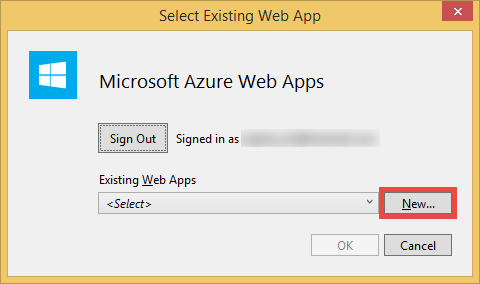 Select Existing Web App
Microsoft Azure Web Apps
Sign Out Signed in as
Existing Web Apps
<Select> New...
OK Cancel